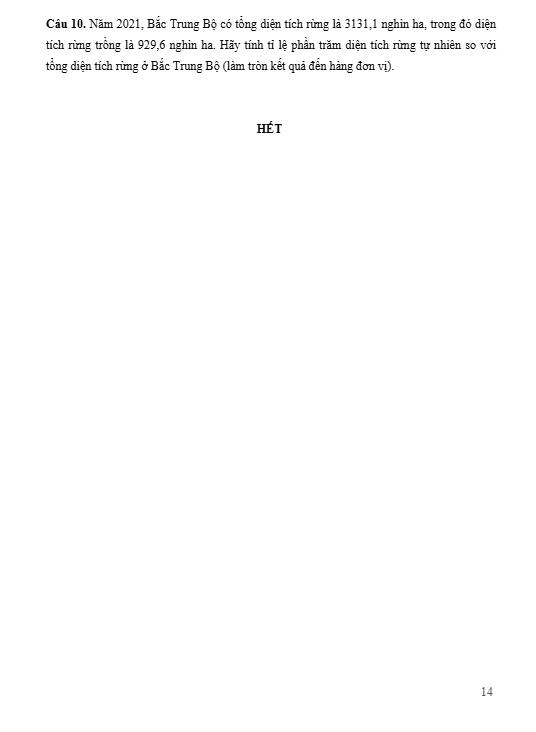 Câu 10. Năm 2021, Bắc Trung Bộ có tổng diện tích rừng là 3131,1 nghìn ha, trong đó diện
tích rừng trồng là 929,6 nghìn ha. Hãy tính tỉ lệ phần trăm diện tích rừng tự nhiên so với
tổng diện tích rừng ở Bắc Trung Bộ (làm tròn kết quả đến hàng đơn vị).
HẾT
14